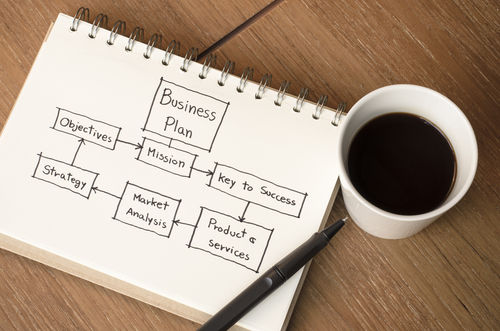 Business
Plan
Objectives
Mission
Key to Success
Strategy
Market
Analysis
Product &
services